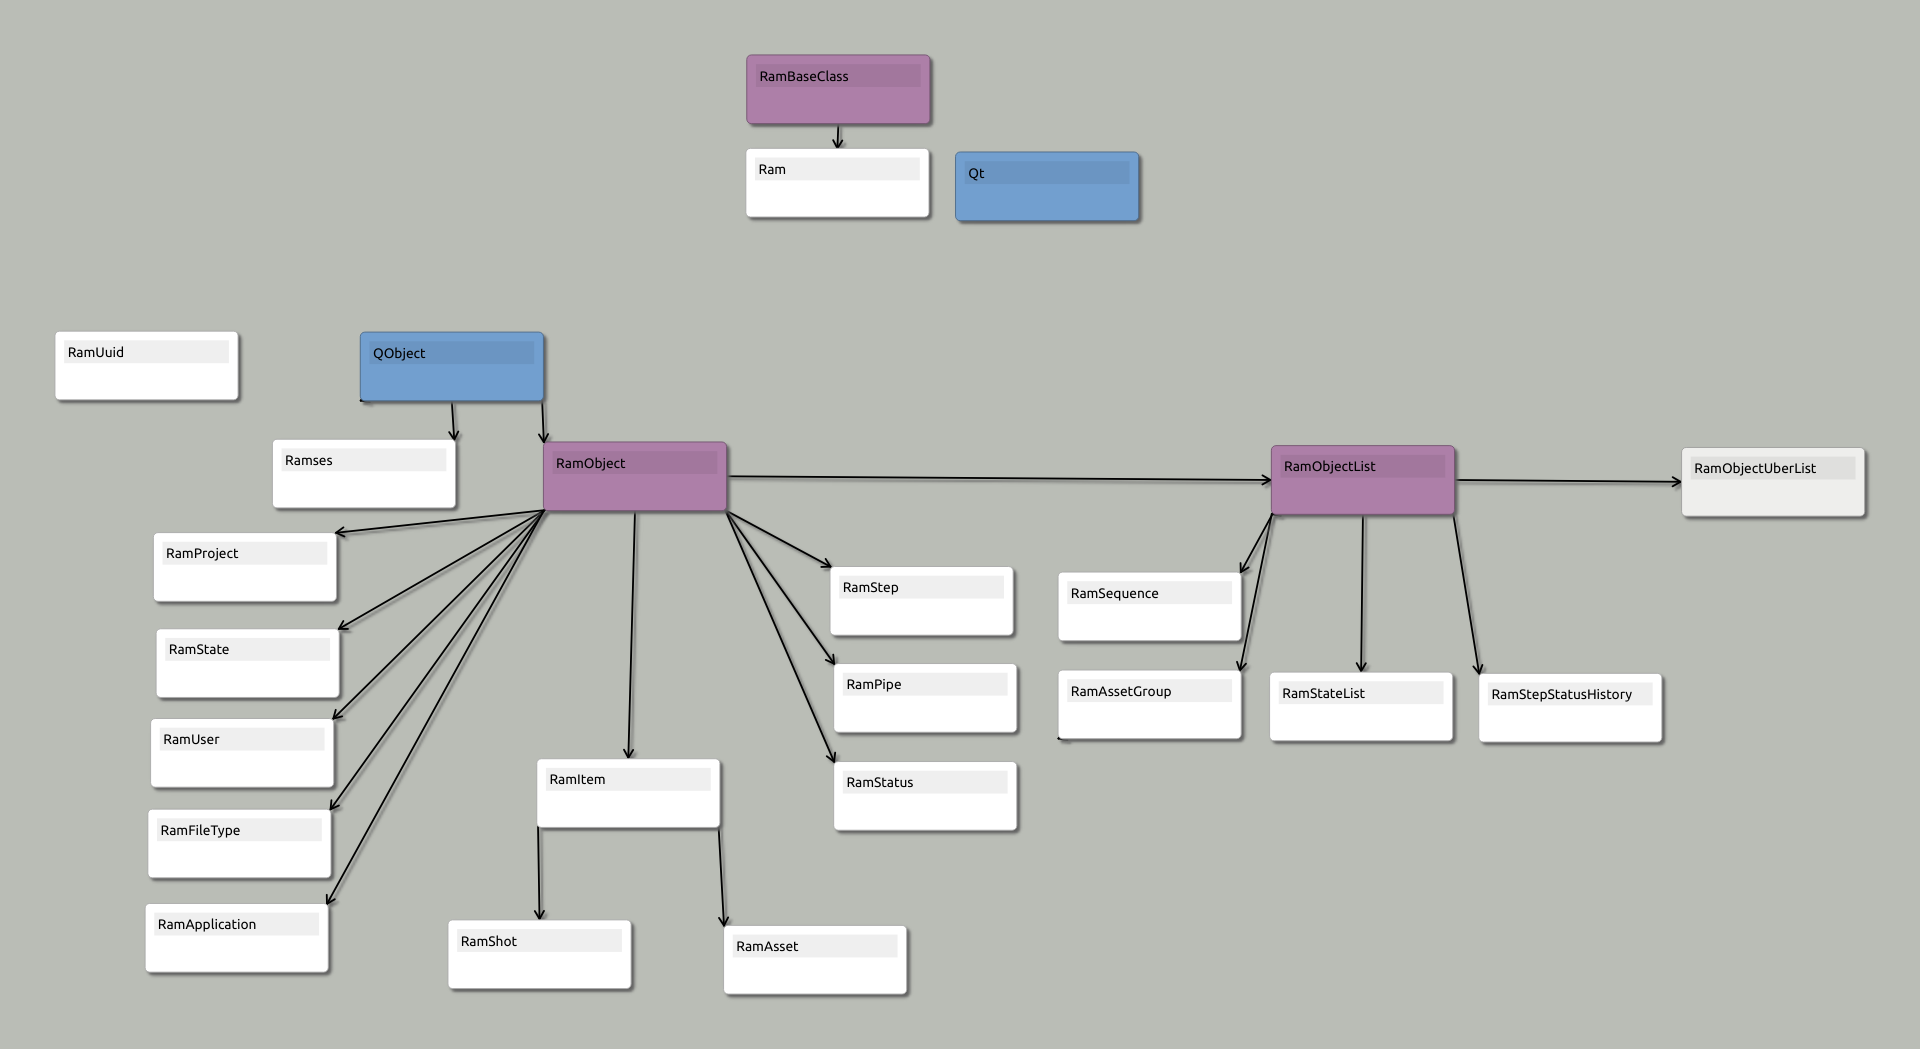 RamBaseClass
Ram
Qt
RamUuid
QObject
Ramses
RamObject
RamObjectList
RamObjectUberList
RamProject
RamStep
RamSequence
RamState
RamPipe
RamAssetGroup
RamStateList
RamStepStatusHistory
RamUser
RamItem
RamStatus
RamFileType
RamApplication
RamShot
RamAsset